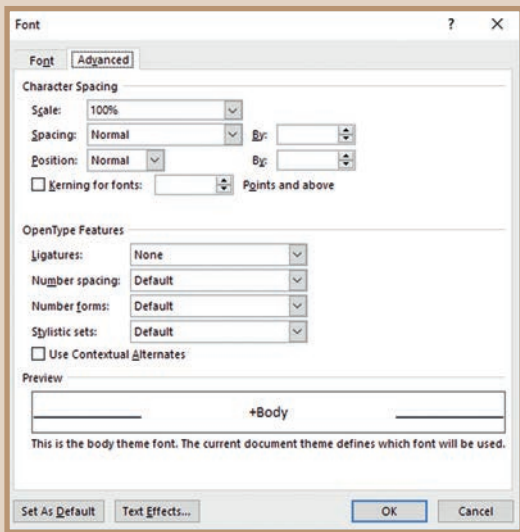 Font ? ✕
Font Advanced
Character Spacing
Scale: 100%
Spacing: Normal By:
Position: Normal By:
Kerning for fonts: Points and above
OpenType Features
Ligatures: None
Number spacing: Default
Number forms: Default
Stylistic sets: Default
Use Contextual Alternates
Preview
+Body
This is the body theme font. The current document theme defines which font will be used.
Set As Default Text Effects... OK Cancel